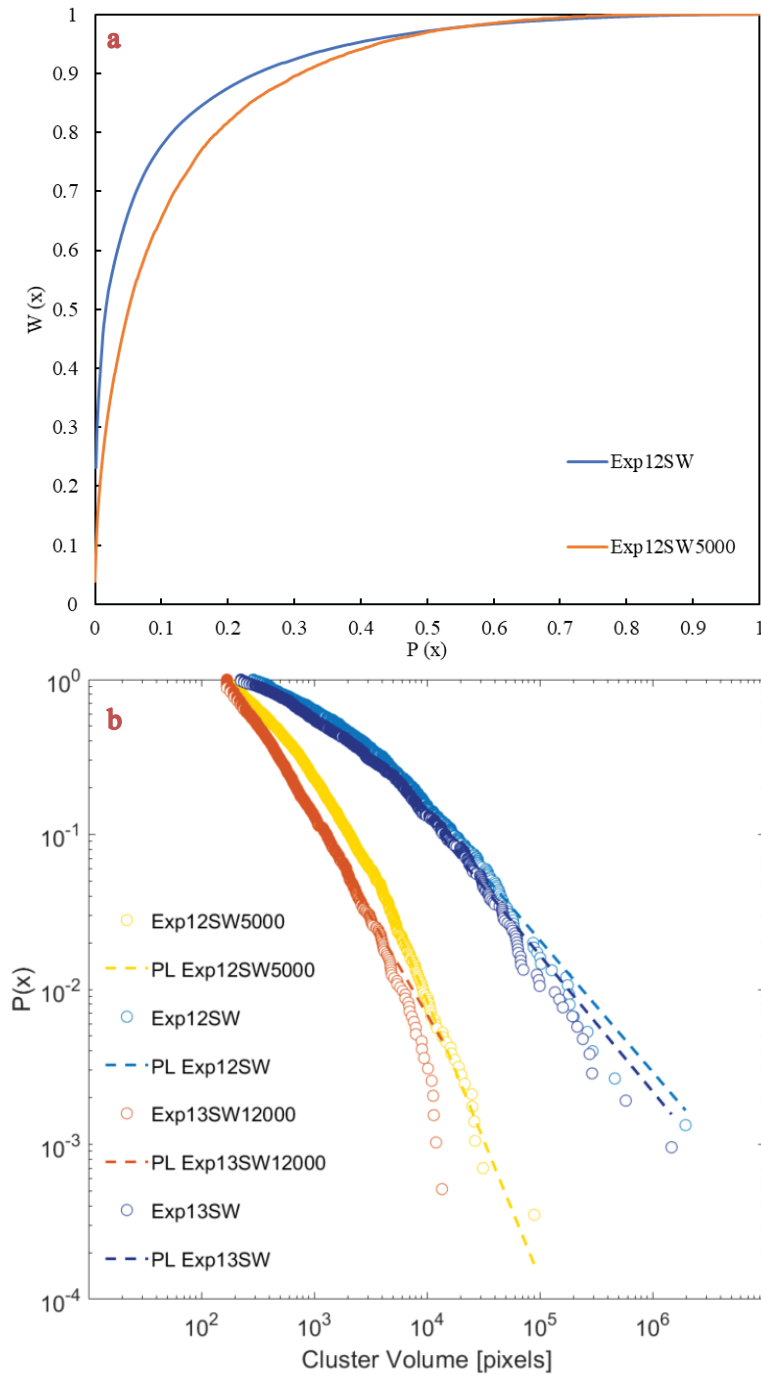 a
1
0.9
0.8
0.7
0.6
0.5
0.4
0.3
0.2
0.1
0
W (x)
Exp12SW
Exp12SW5000
0 0.1 0.2 0.3 0.4 0.5 0.6 0.7 0.8 0.9 1
P (x)
b
10^0
10^-1
10^-2
10^-3
10^-4
P(x)
Exp12SW5000
PL Exp12SW5000
Exp12SW
PL Exp12SW
Exp13SW12000
PL Exp13SW12000
Exp13SW
PL Exp13SW
10^2 10^3 10^4 10^5 10^6
Cluster Volume [pixels]